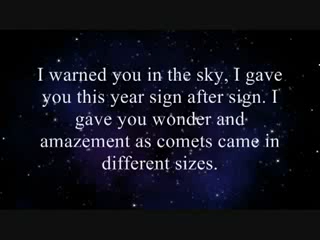 I warned you in the sky, I gave
you this year sign after sign. I
gave you wonder and
amazement as comets came in
different sizes.